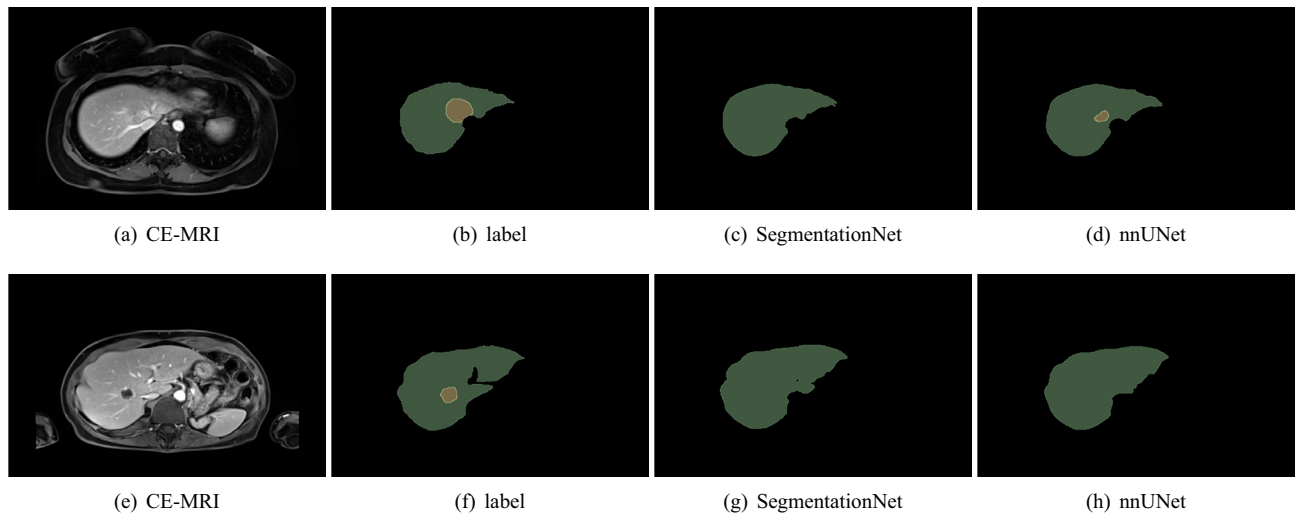 (a) CE-MRI (b) label (c) SegmentationNet (d) nnUNet
(e) CE-MRI (f) label (g) SegmentationNet (h) nnUNet